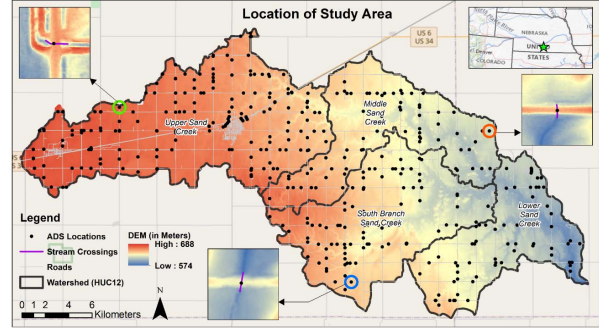 Location of Study Area
US 6
US 34
NEBRASKA
UNITED
STATES
COLORADO
Denver
Upper Sand
Creek
Middle
Sand
Creek
South Branch
Sand Creek
Lower
Sand
Creek
Legend
ADS Locations
Stream Crossings
Roads
Watershed (HUC12)
DEM (in Meters)
High : 688
Low : 574
0 1 2 4 6
Kilometers
N